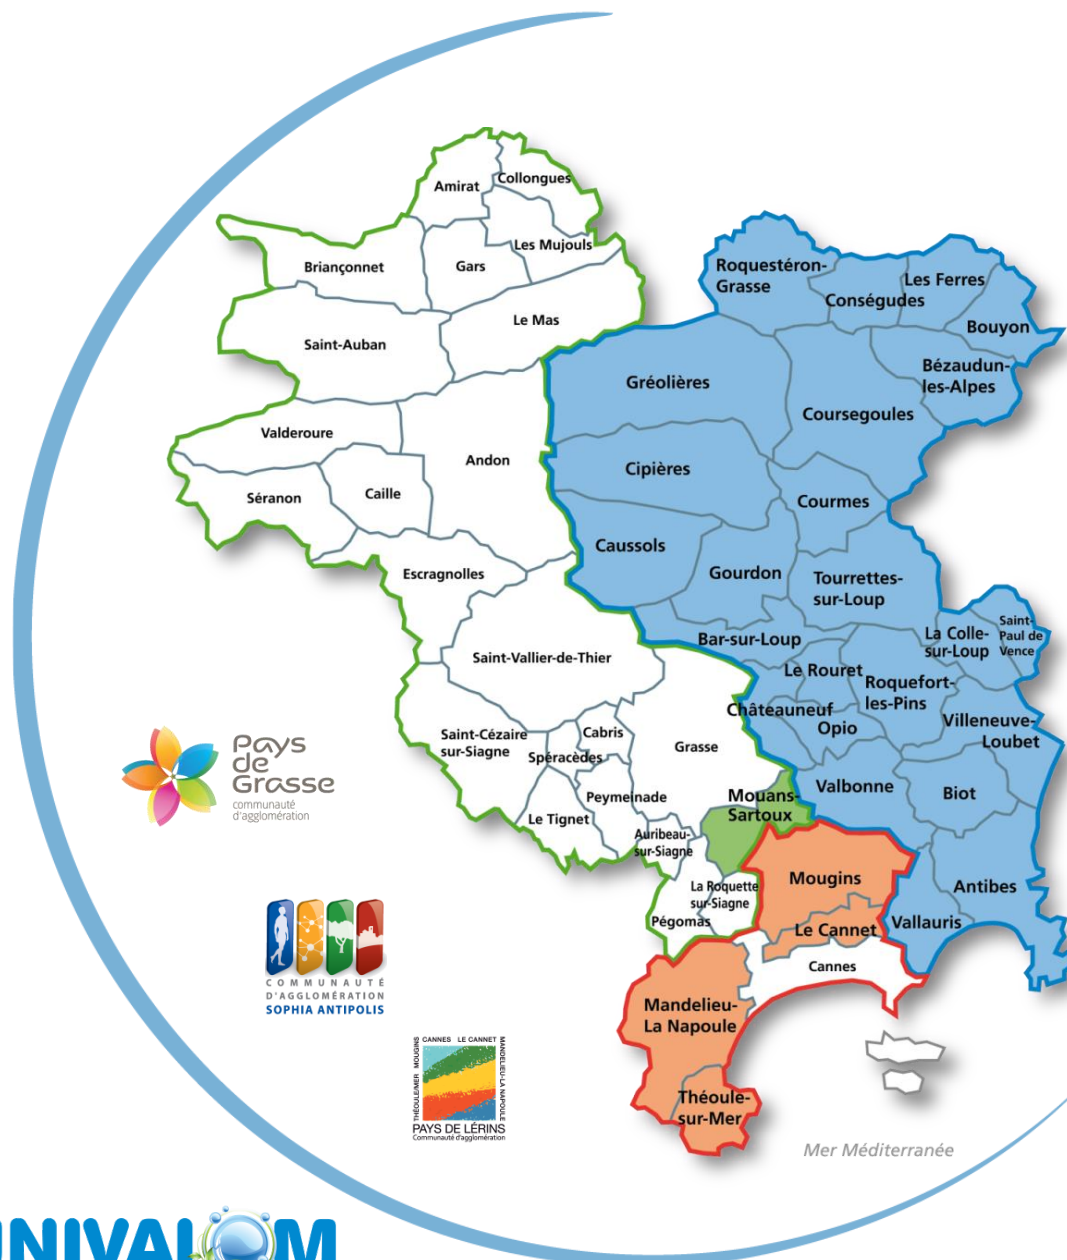 Amirat
Collongues
Les Mujouls
Briançonnet
Gars
Le Mas
Saint-Auban
Valderoure
Andon
Séranon
Caille
Escragnolles
Saint-Vallier-de-Thier
Saint-Cézaire
sur-Siagne
Cabris
Spéracèdes
Grasse
Peymeinade
Le Tignet
Auribeau-
sur-Siagne
Mouans-
Sartoux
La Roquette
sur-Siagne
Pégomas
Roquestéron-
Grasse
Conségudes
Les Ferres
Bouyon
Bézaudun-
les-Alpes
Gréolières
Coursegoules
Cipières
Courmes
Caussols
Gourdon
Tourrettes-
sur-Loup
Bar-sur-Loup
La Colle-
sur-Loup
Saint-
Paul de
Vence
Le Rouret
Roquefort-
les-Pins
Châteauneuf
Opio
Villeneuve-
Loubet
Valbonne
Biot
Antibes
Vallauris
Mougins
Le Cannet
Cannes
Mandelieu-
La Napoule
Théoule-
sur-Mer
Mer Méditerranée
Pays
de
Grasse
communauté
d'agglomération
COMMUNAUTÉ
D'AGGLOMÉRATION
SOPHIA ANTIPOLIS
THÉOULE/MER MOUGINS
CANNES LE CANNET
MANDELIEU-LA NAPOULE
PAYS DE LÉRINS
Communauté d'agglomération
UNIVALOM